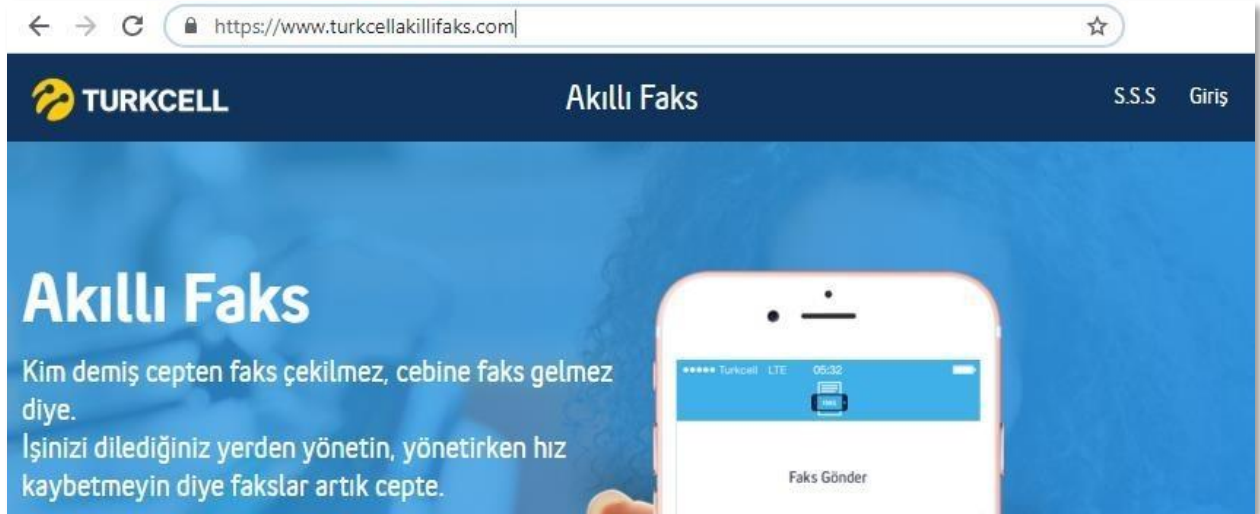 https://www.turkcellakillifaks.com
TURKCELL
Akıllı Faks
S.S.S
Giriş
Akıllı Faks
Kim demiş cepten faks çekilmez, cebine faks gelmez
diye.
İşinizi dilediğiniz yerden yönetin, yönetirken hız
kaybetmeyin diye fakslar artık cepte.
Turkcell LTE 05:32
Faks Gönder